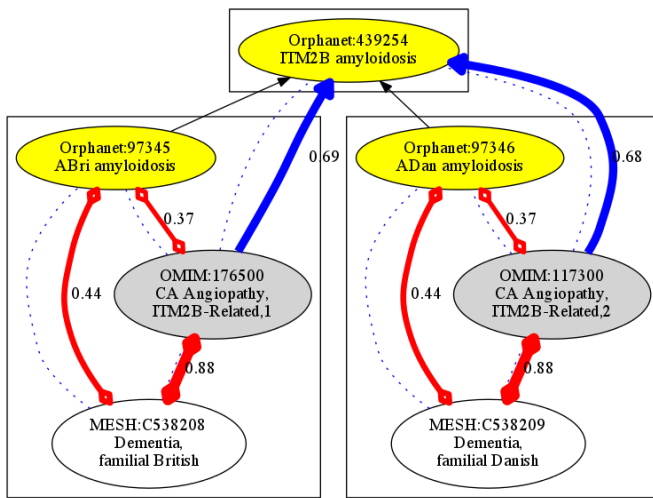 Orphanet:439254
ITM2B amyloidosis
Orphanet:97345
ABri amyloidosis
0.69
Orphanet:97346
ADan amyloidosis
0.68
0.37
0.37
OMIM:176500
CA Angiopathy,
ITM2B-Related,1
OMIM:117300
CA Angiopathy,
ITM2B-Related,2
0.44
0.44
0.88
0.88
MESH:C538208
Dementia,
familial British
MESH:C538209
Dementia,
familial Danish